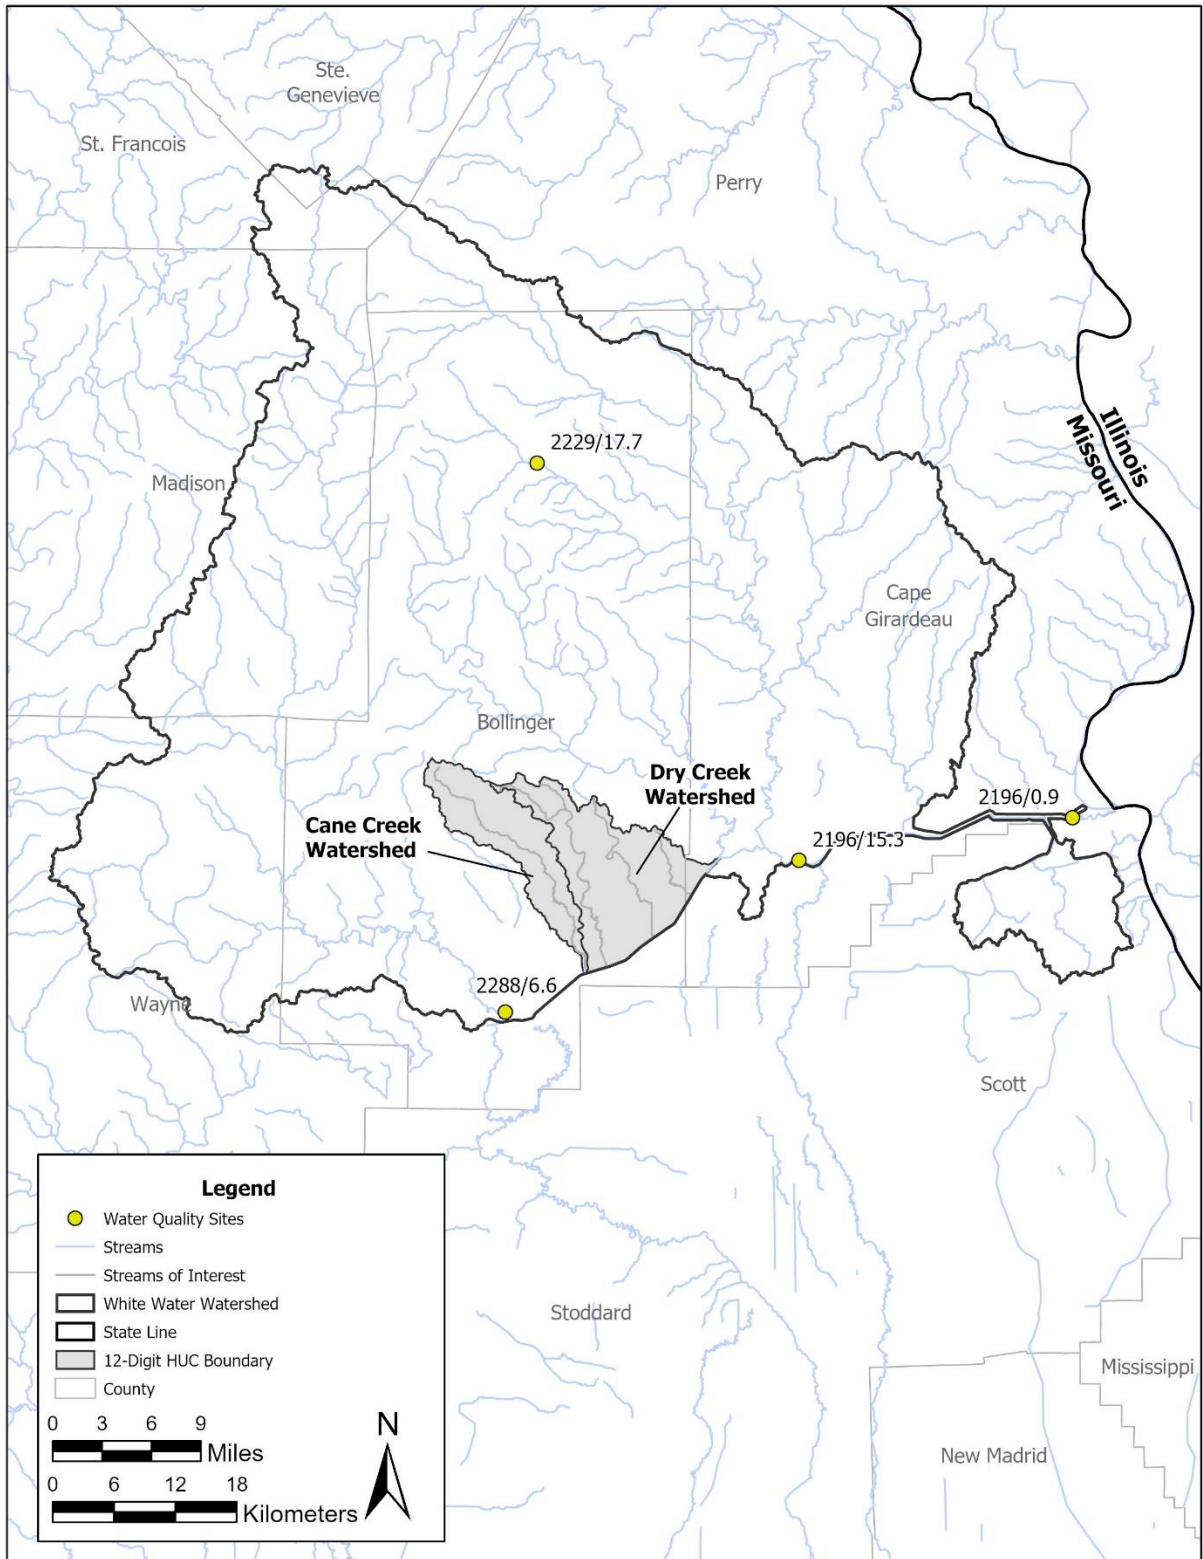 Ste.
Genevieve
St. Francois
Perry
Illinois
Missouri
2229/17.7
Madison
Cape
Girardeau
Bollinger
Dry Creek
Watershed
Cane Creek
Watershed
2196/0.9
2196/15.3
2288/6.6
Wayne
Scott
Stoddard
Mississippi
New Madrid
Legend
Water Quality Sites
Streams
Streams of Interest
White Water Watershed
State Line
12-Digit HUC Boundary
County
0 3 6 9
Miles
0 6 12 18
Kilometers
N